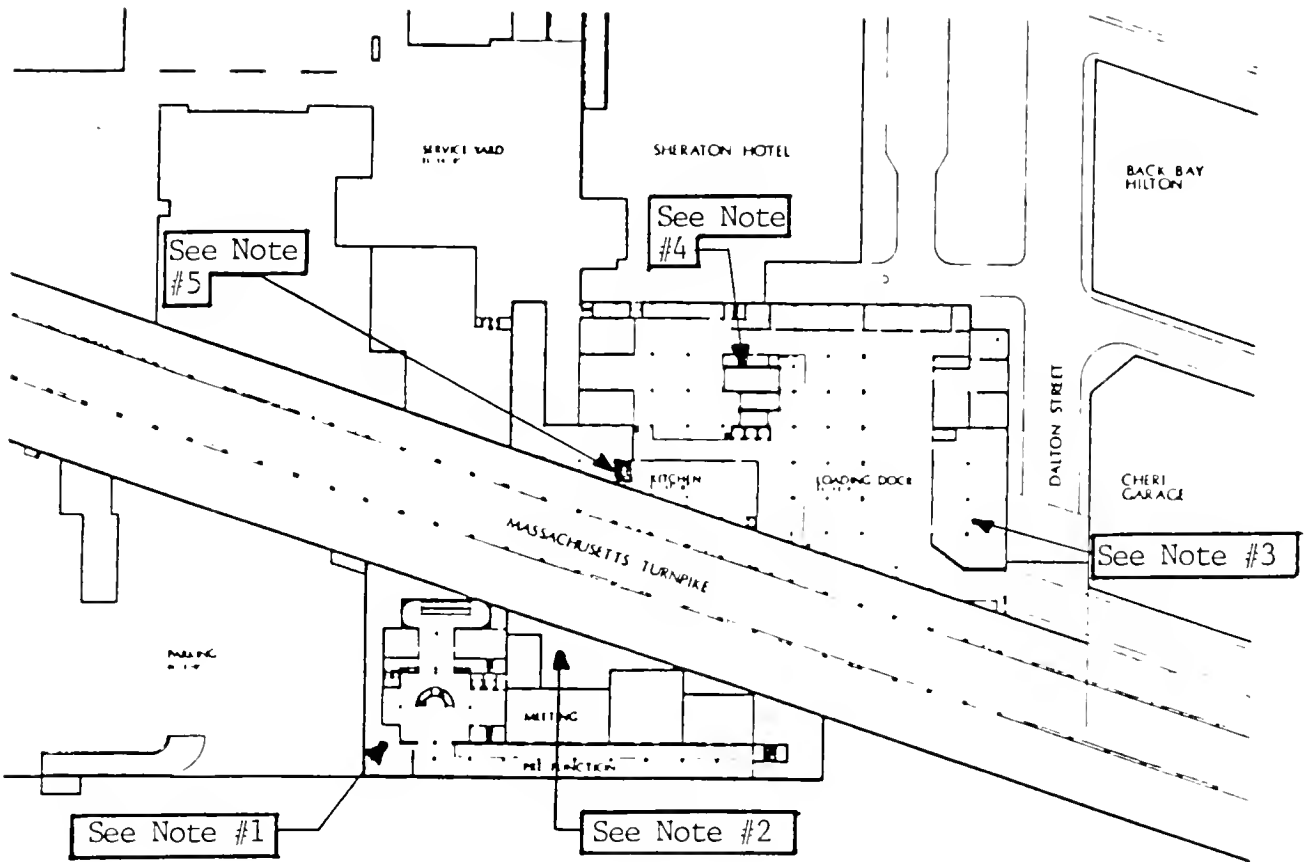 SERVICE YARD
SHERATON HOTEL
BACK BAY
HILTON
See Note
#5
See Note
#4
DALTON STREET
KITCHEN
LOADING DOCK
CHERI
GARAGE
MASSACHUSETTS TURNPIKE
See Note #3
PARKING
MEETING
See Note #1
See Note #2